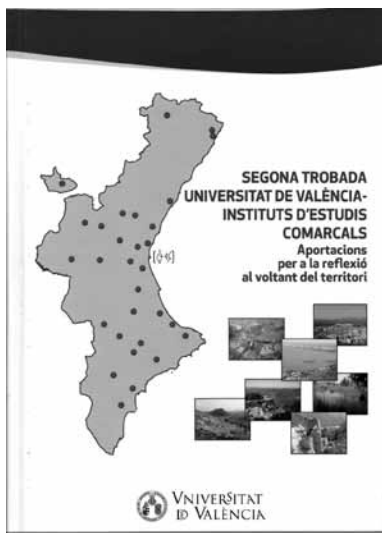 SEGONA TROBADA
UNIVERSITAT DE VALÈNCIA-
INSTITUTS D'ESTUDIS
COMARCALS
Aportacions
per a la reflexió
al voltant del territori
VNIVERSITAT
ID VALÈNCIA